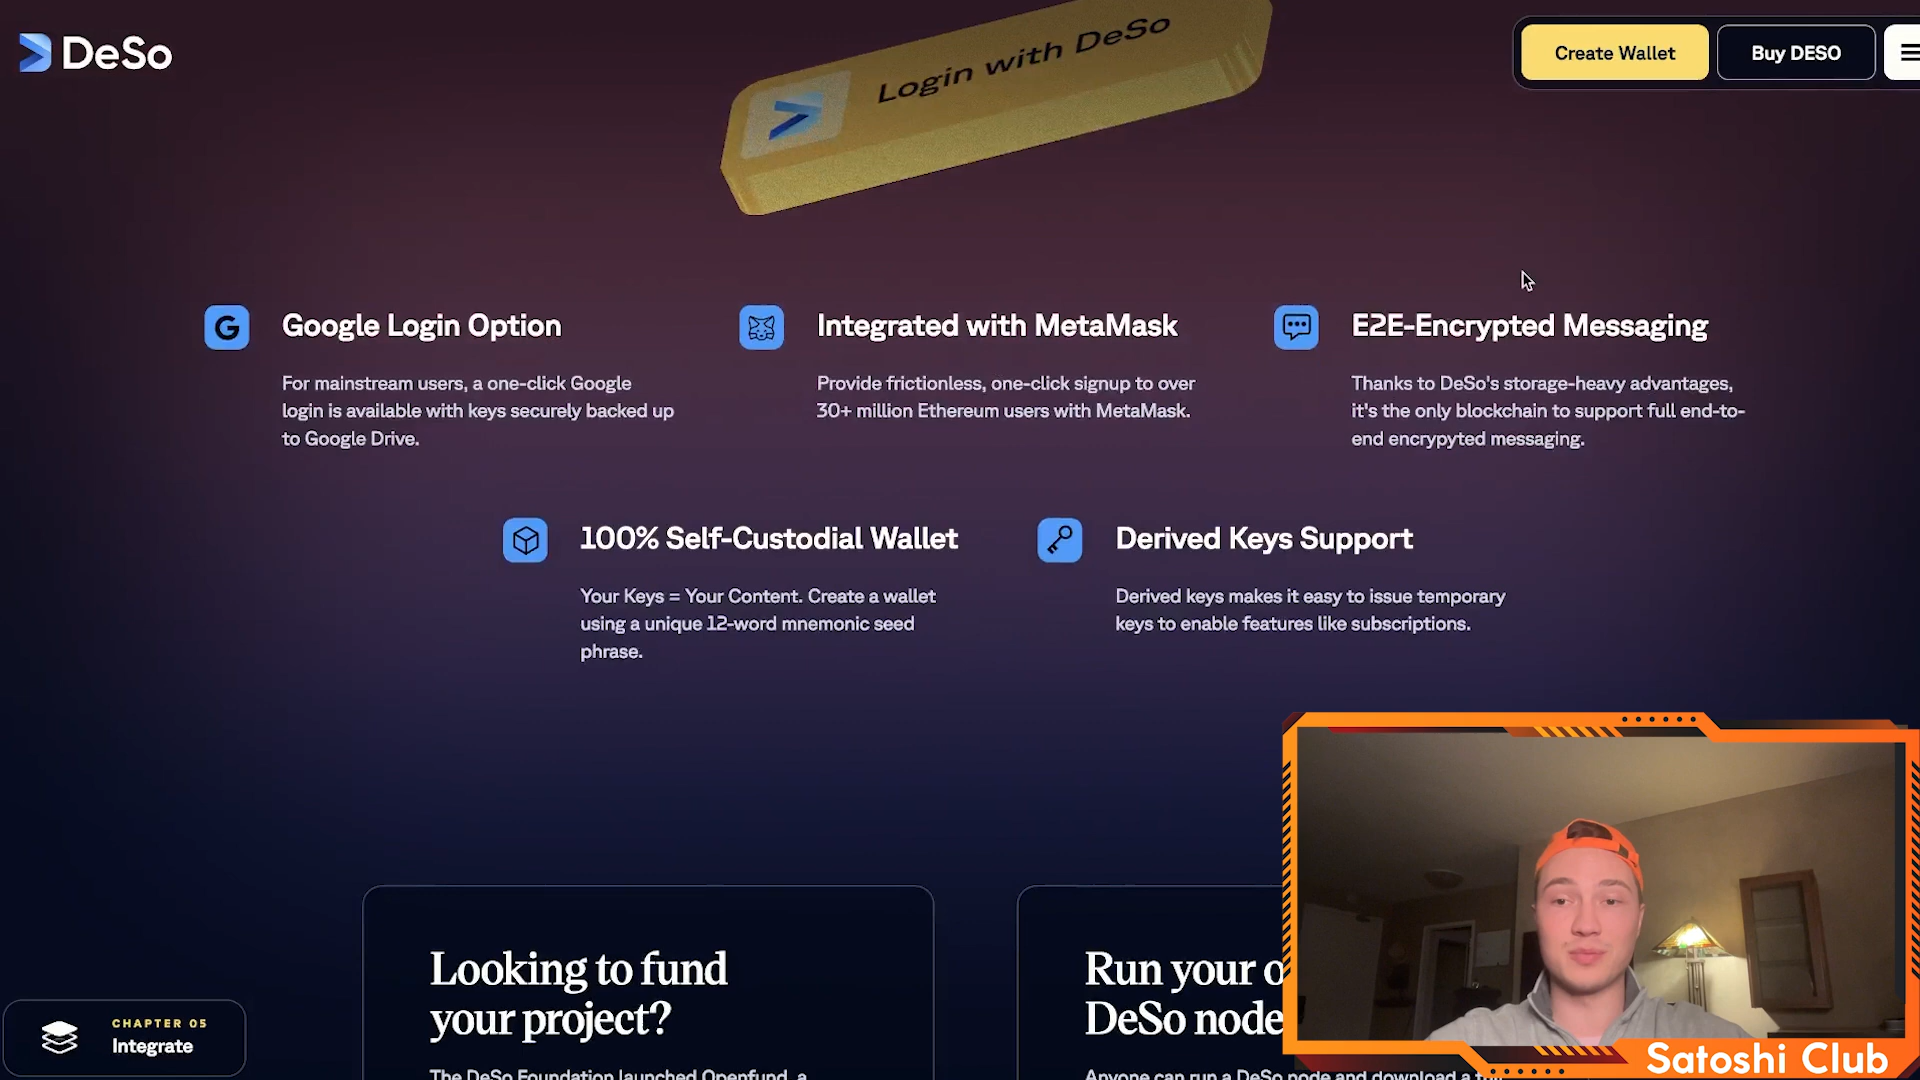 DeSo
Login with DeSo
Create Wallet
Buy DESO
Google Login Option
For mainstream users, a one-click Google
login is available with keys securely backed up
to Google Drive.
Integrated with MetaMask
Provide frictionless, one-click signup to over
30+ million Ethereum users with MetaMask.
E2E-Encrypted Messaging
Thanks to DeSo's storage-heavy advantages,
it's the only blockchain to support full end-to-
end encrypyted messaging.
100% Self-Custodial Wallet
Your Keys = Your Content. Create a wallet
using a unique 12-word mnemonic seed
phrase.
Derived Keys Support
Derived keys makes it easy to issue temporary
keys to enable features like subscriptions.
Looking to fund
your project?
The DeSo Foundation launched Openfund, a
Run your
DeSo node
Anyone can run a DeSo node and download a
CHAPTER 05
Integrate
Satoshi Club